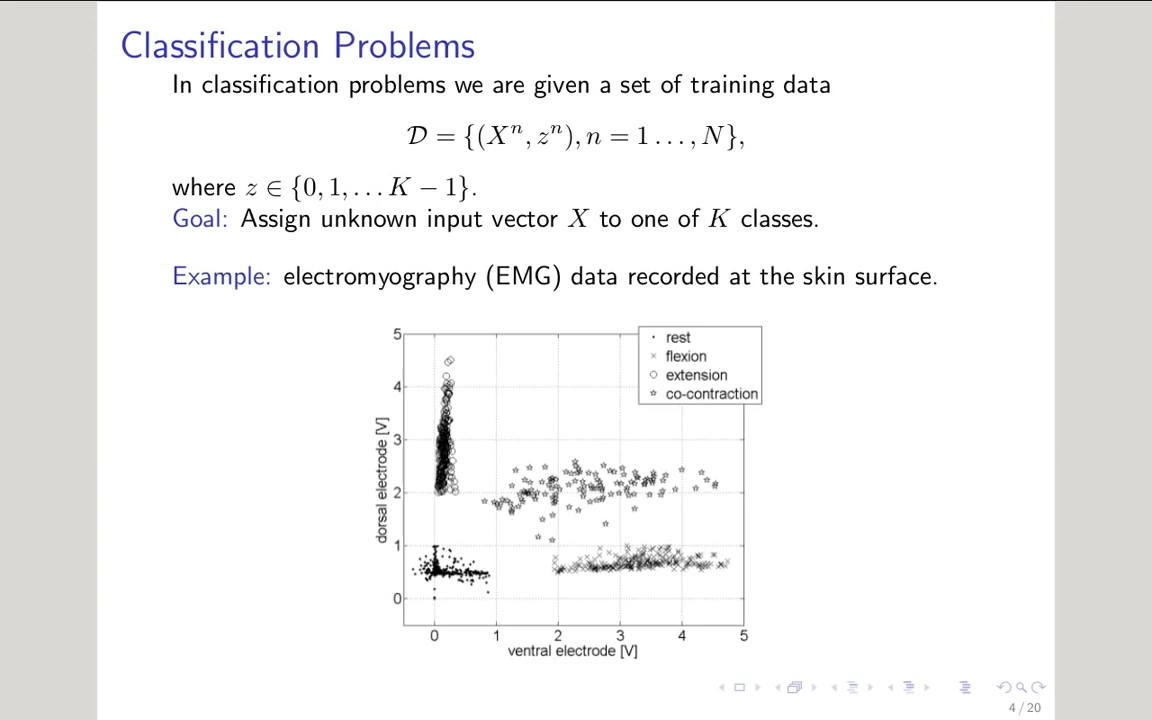 Classification Problems
In classification problems we are given a set of training data
𝒟 = {(Xⁿ, zⁿ), n = 1 . . . , N},
where z ∈ {0, 1, . . . K − 1}.
Goal: Assign unknown input vector X to one of K classes.
Example: electromyography (EMG) data recorded at the skin surface.
rest
flexion
extension
co-contraction
5
4
3
2
1
0
dorsal electrode [V]
0 1 2 3 4 5
ventral electrode [V]
4 / 20